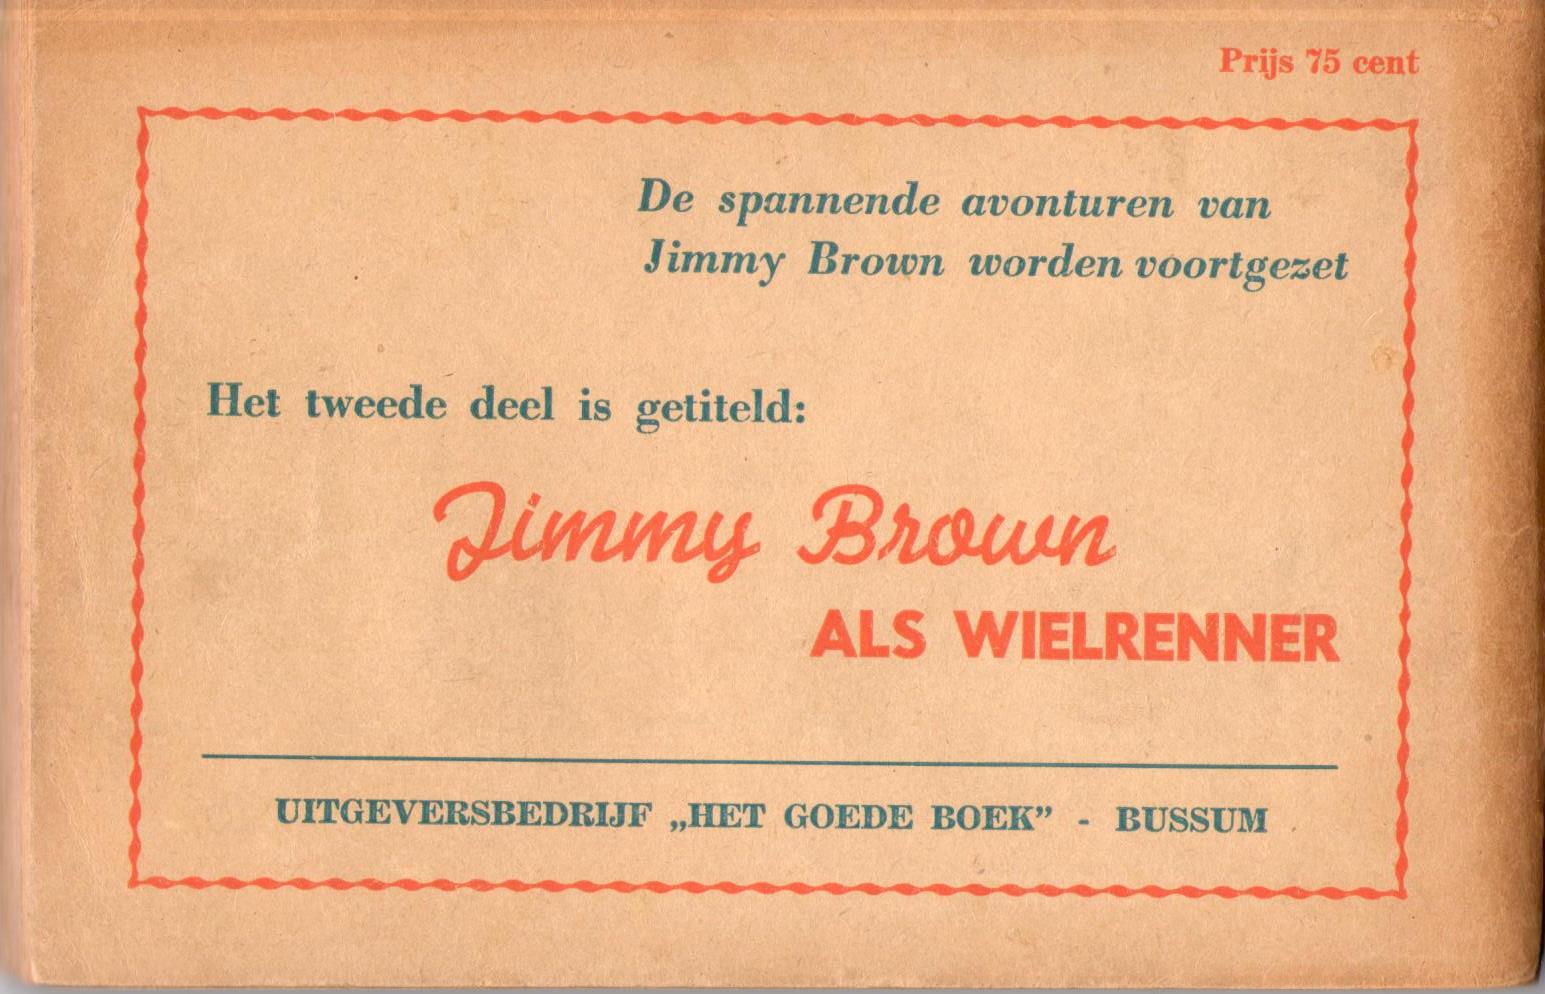 Prijs 75 cent
De spannende avonturen van
Jimmy Brown worden voortgezet
Het tweede deel is getiteld:
Jimmy Brown
ALS WIELRENNER
UITGEVERSBEDRIJF „HET GOEDE BOEK” - BUSSUM